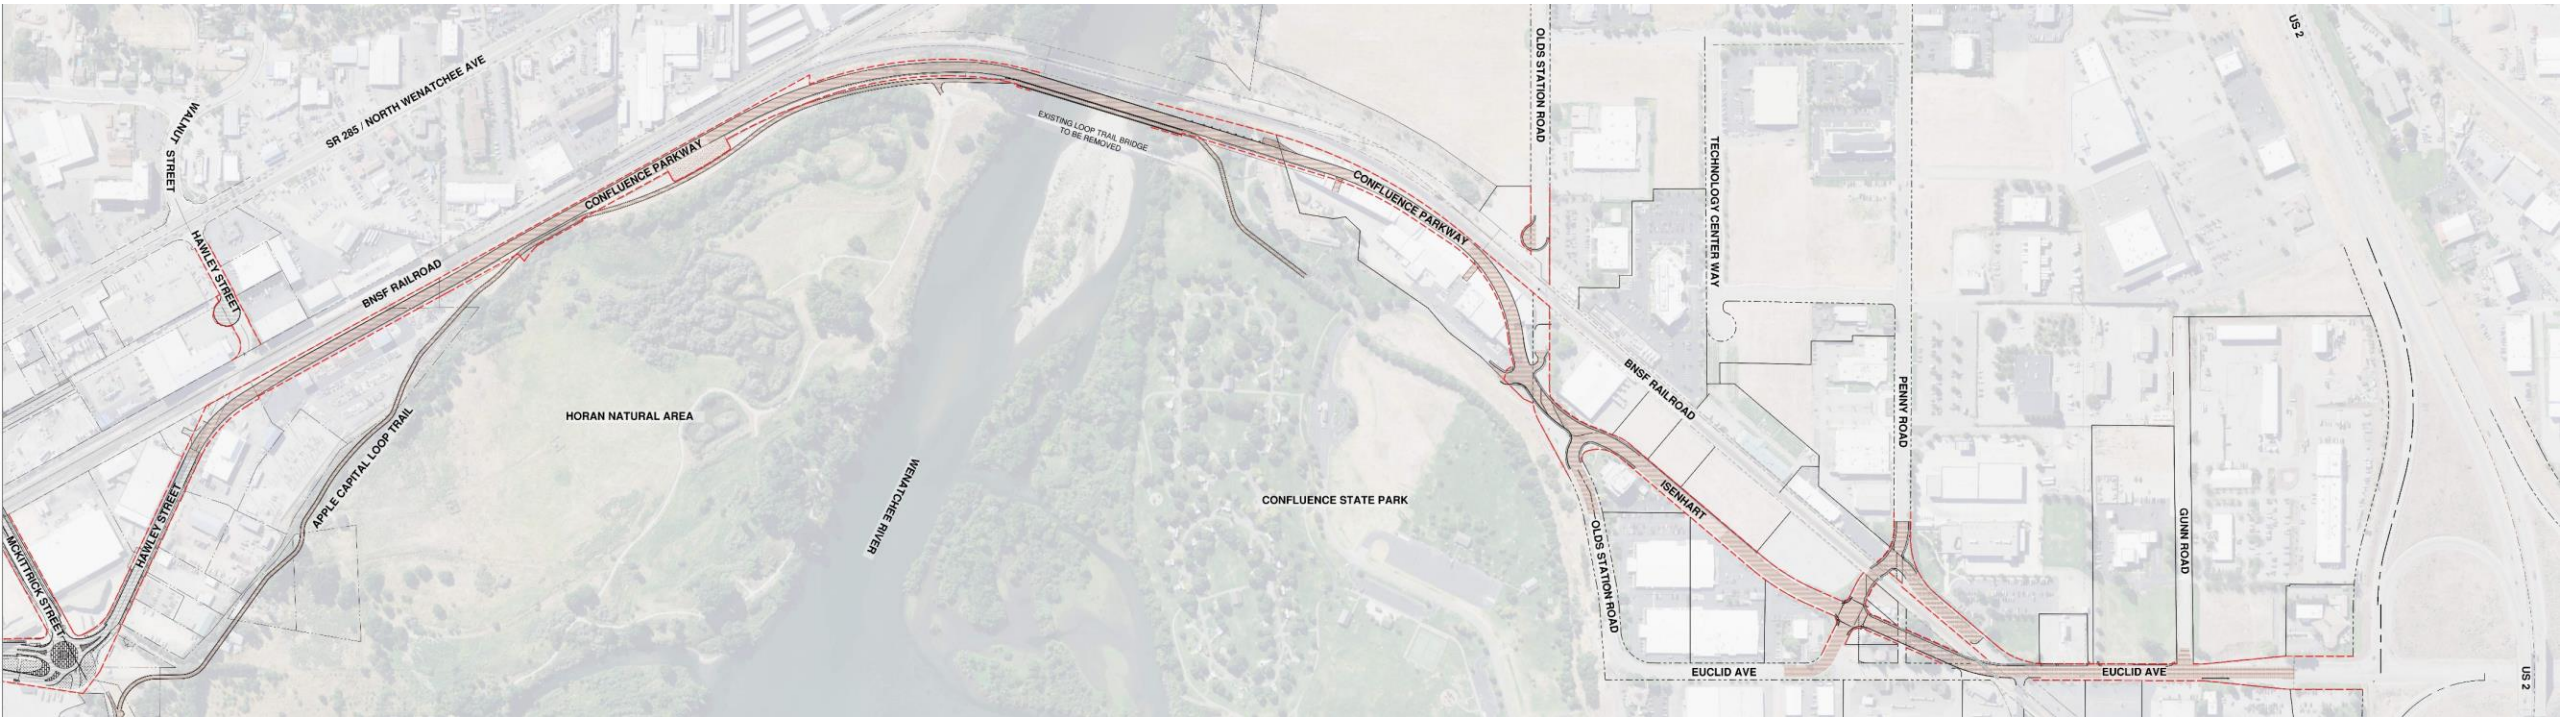 WALNUT STREET
SR 285 / NORTH WENATCHEE AVE
HAWLEY STREET
BNSF RAILROAD
CONFLUENCE PARKWAY
EXISTING LOOP TRAIL BRIDGE
TO BE REMOVED
HAWLEY STREET
MCKITTRICK STREET
APPLE CAPITAL LOOP TRAIL
HORAN NATURAL AREA
WENATCHEE RIVER
CONFLUENCE STATE PARK
CONFLUENCE PARKWAY
OLDS STATION ROAD
TECHNOLOGY CENTER WAY
BNSF RAILROAD
ISENHART
OLDS STATION ROAD
PENNY ROAD
EUCLID AVE
GUNN ROAD
EUCLID AVE
US 2
US 2